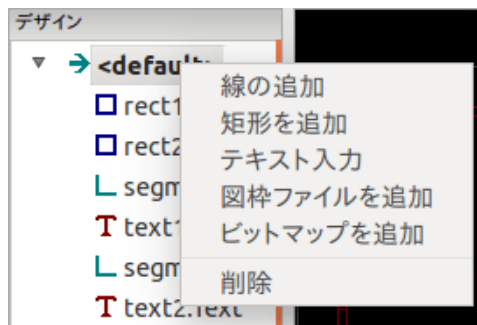 デザイン
<defau
線の追加
rect1
矩形を追加
rect2
テキスト入力
segm
図枠ファイルを追加
text1
ビットマップを追加
segm
削除
text2.Text